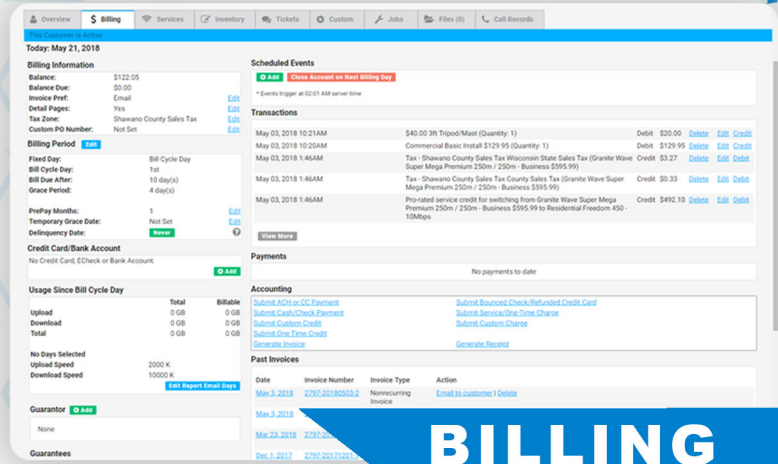 Overview
Billing
Services
Inventory
Tickets
Custom
Jobs
Files (0)
Call Records
This Customer is Active
Today: May 21, 2018
Billing Information
Balance: $122.05
Balance Due: $0.00
Invoice Pref: Email Edit
Detail Pages: Yes Edit
Tax Zone: Shawano County Sales Tax Edit
Custom PO Number: Not Set Edit
Billing Period Edit
Fixed Day: Bill Cycle Day
Bill Cycle Day: 1st
Bill Due After: 10 day(s)
Grace Period: 4 day(s)
PrePay Months: 1 Edit
Temporary Grace Date: Not Set Edit
Delinquency Date: Never
Credit Card/Bank Account
No Credit Card, ECheck or Bank Account.
Add
Usage Since Bill Cycle Day
Total Billable
Upload 0 GB 0 GB
Download 0 GB 0 GB
Total 0 GB 0 GB
No Days Selected
Upload Speed 2000 K
Download Speed 10000 K
Edit Report Email Days
Guarantor Add
None
Guarantees
Scheduled Events
Add Close Account on Next Billing Day
* Events trigger at 02:01 AM server time
Transactions
May 03, 2018 10:21AM $40.00 3ft Tripod/Mast (Quantity: 1) Debit $20.00 Delete Edit Credit
May 03, 2018 10:20AM Commercial Basic Install $129.95 (Quantity: 1) Debit $129.95 Delete Edit Credit
May 03, 2018 1:46AM Tax - Shawano County Sales Tax Wisconsin State Sales Tax (Granite Wave Credit $3.27 Delete Edit Debit
Super Mega Premium 250m / 250m - Business $595.99)
May 03, 2018 1:46AM Tax - Shawano County Sales Tax County Sales Tax (Granite Wave Super Credit $0.33 Delete Edit Debit
Mega Premium 250m / 250m - Business $595.99)
May 03, 2018 1:46AM Pro-rated service credit for switching from Granite Wave Super Mega Credit $492.10 Delete Edit Debit
Premium 250m / 250m - Business $595.99 to Residential Freedom 450 -
10Mbps
View More
Payments
No payments to date
Accounting
Submit ACH or CC Payment Submit Bounced Check/Refunded Credit Card
Submit Cash/Check Payment Submit Service/One-Time Charge
Submit Custom Credit Submit Custom Charge
Submit One Time Credit
Generate Invoice Generate Receipt
Past Invoices
Date Invoice Number Invoice Type Action
May 3, 2018 2797-20180503-2 Nonrecurring Email to customer | Delete
Invoice
May 3, 2018
Mar 23, 2018
Dec 1, 2017 2797-20171201-1
BILLING